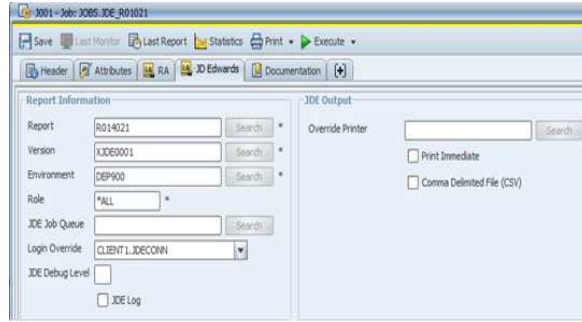 J001 - Job: JOBS.JDE_R01021
Save Last Monitor Last Report Statistics Print Execute
Header Attributes RA JD Edwards Documentation
Report Information
Report R014021 Search *
Version XJDE0001 Search *
Environment DEP900 Search *
Role *ALL *
JDE Job Queue Search
Login Override CLIENT1.JDECONN
JDE Debug Level
JDE Log
JDE Output
Override Printer Search
Print Immediate
Comma Delimited File (CSV)